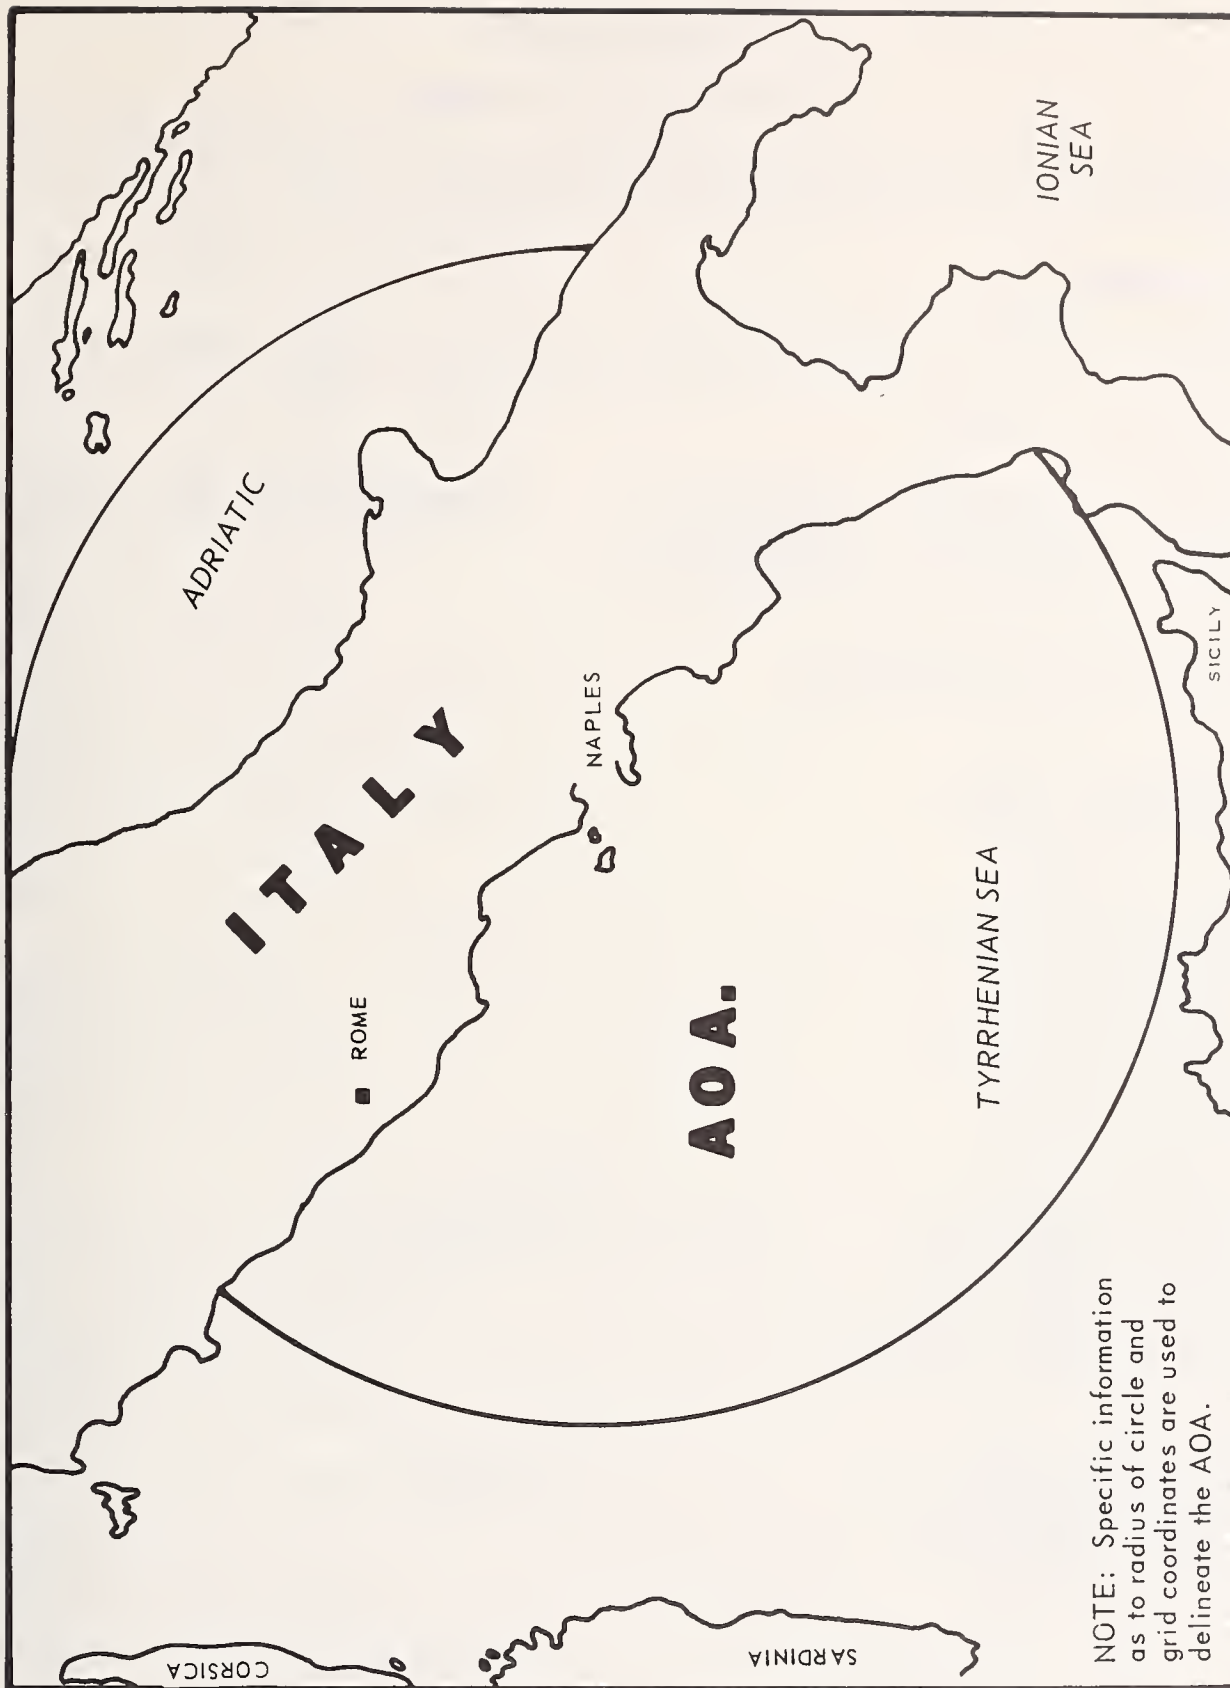 CORSICA
SARDINIA
ITALY
ROME
NAPLES
ADRIATIC
AOA.
TYRRHENIAN SEA
IONIAN
SEA
SICILY
NOTE: Specific information
as to radius of circle and
grid coordinates are used to
delineate the AOA.